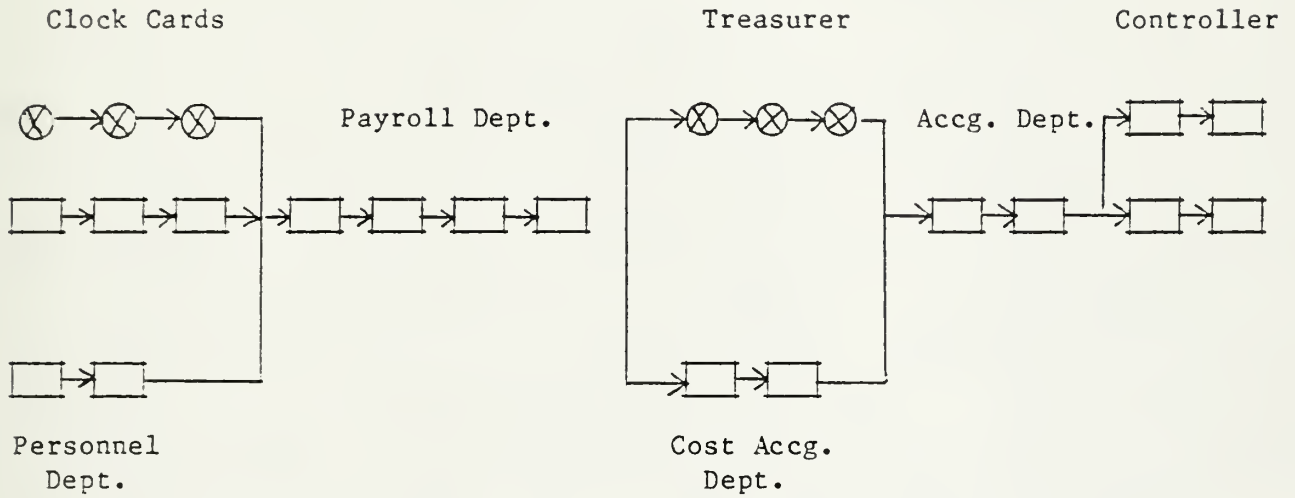 Clock Cards
Treasurer
Controller
Payroll Dept.
Accg. Dept.
Personnel
Dept.
Cost Accg.
Dept.